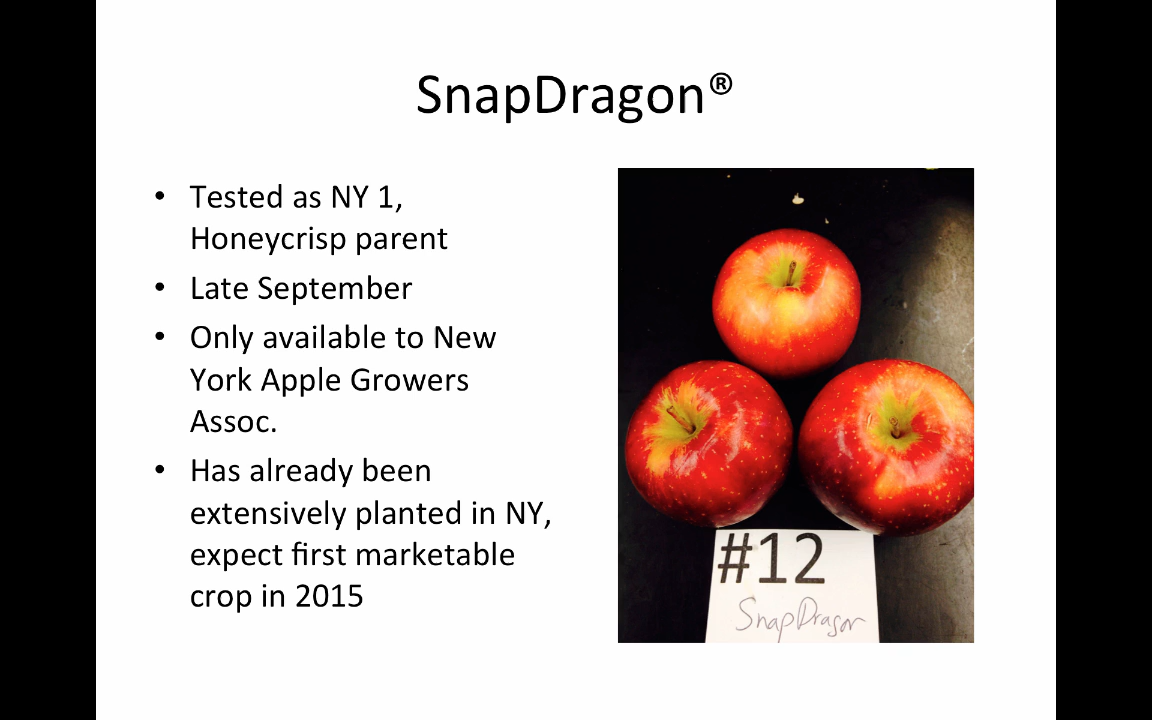 SnapDragon®
• Tested as NY 1,
Honeycrisp parent
• Late September
• Only available to New
York Apple Growers
Assoc.
• Has already been
extensively planted in NY,
expect first marketable
crop in 2015
#12
SnapDragon